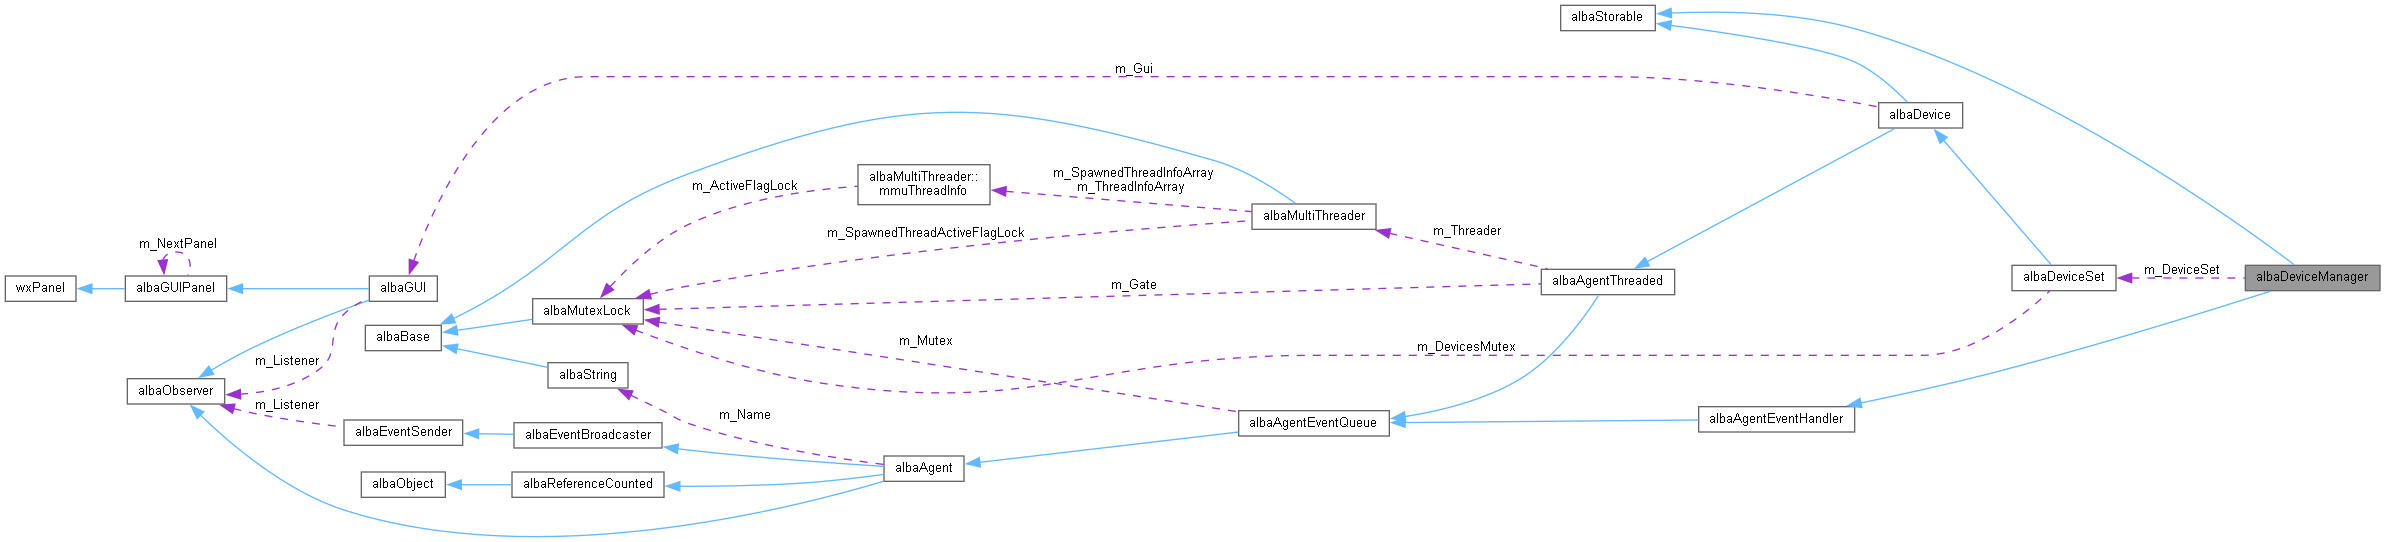 albaStorable
m_Gui
albaDevice
albaMultiThreader::
mmuThreadInfo
m_SpawnedThreadInfoArray
m_ThreadInfoArray
m_ActiveFlagLock
albaMultiThreader
m_SpawnedThreadActiveFlagLock
m_Threader
m_NextPanel
wxPanel
albaGUIPanel
albaGUI
m_Gate
albaAgentThreaded
albaDeviceSet
m_DeviceSet
albaDeviceManager
albaMutexLock
albaBase
m_Mutex
m_DevicesMutex
m_Listener
albaString
albaObserver
m_Listener
m_Name
albaEventSender
albaEventBroadcaster
albaAgentEventQueue
albaAgentEventHandler
albaAgent
albaObject
albaReferenceCounted